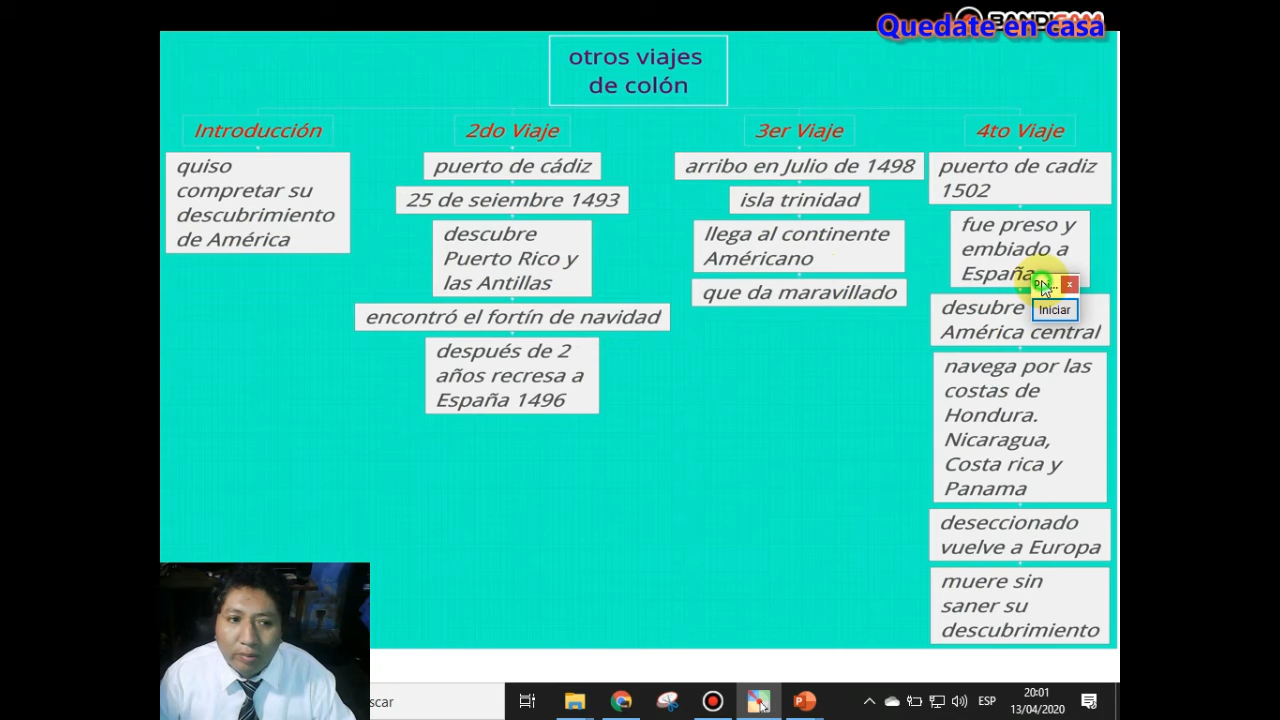 BANDICAM
Quedate en casa
otros viajes
de colón
Introducción
quiso
compretar su
descubrimiento
de América
2do Viaje
puerto de cádiz
25 de seiembre 1493
descubre
Puerto Rico y
las Antillas
encontró el fortín de navidad
después de 2
años recresa a
España 1496
3er Viaje
arribo en Julio de 1498
isla trinidad
llega al continente
Américano
que da maravillado
4to Viaje
puerto de cadiz
1502
fue preso y
embiado a
España
desubre
América central
navega por las
costas de
Hondura.
Nicaragua,
Costa rica y
Panama
deseccionado
vuelve a Europa
muere sin
saner su
descubrimiento
Iniciar
scar
ESP
20:01
13/04/2020